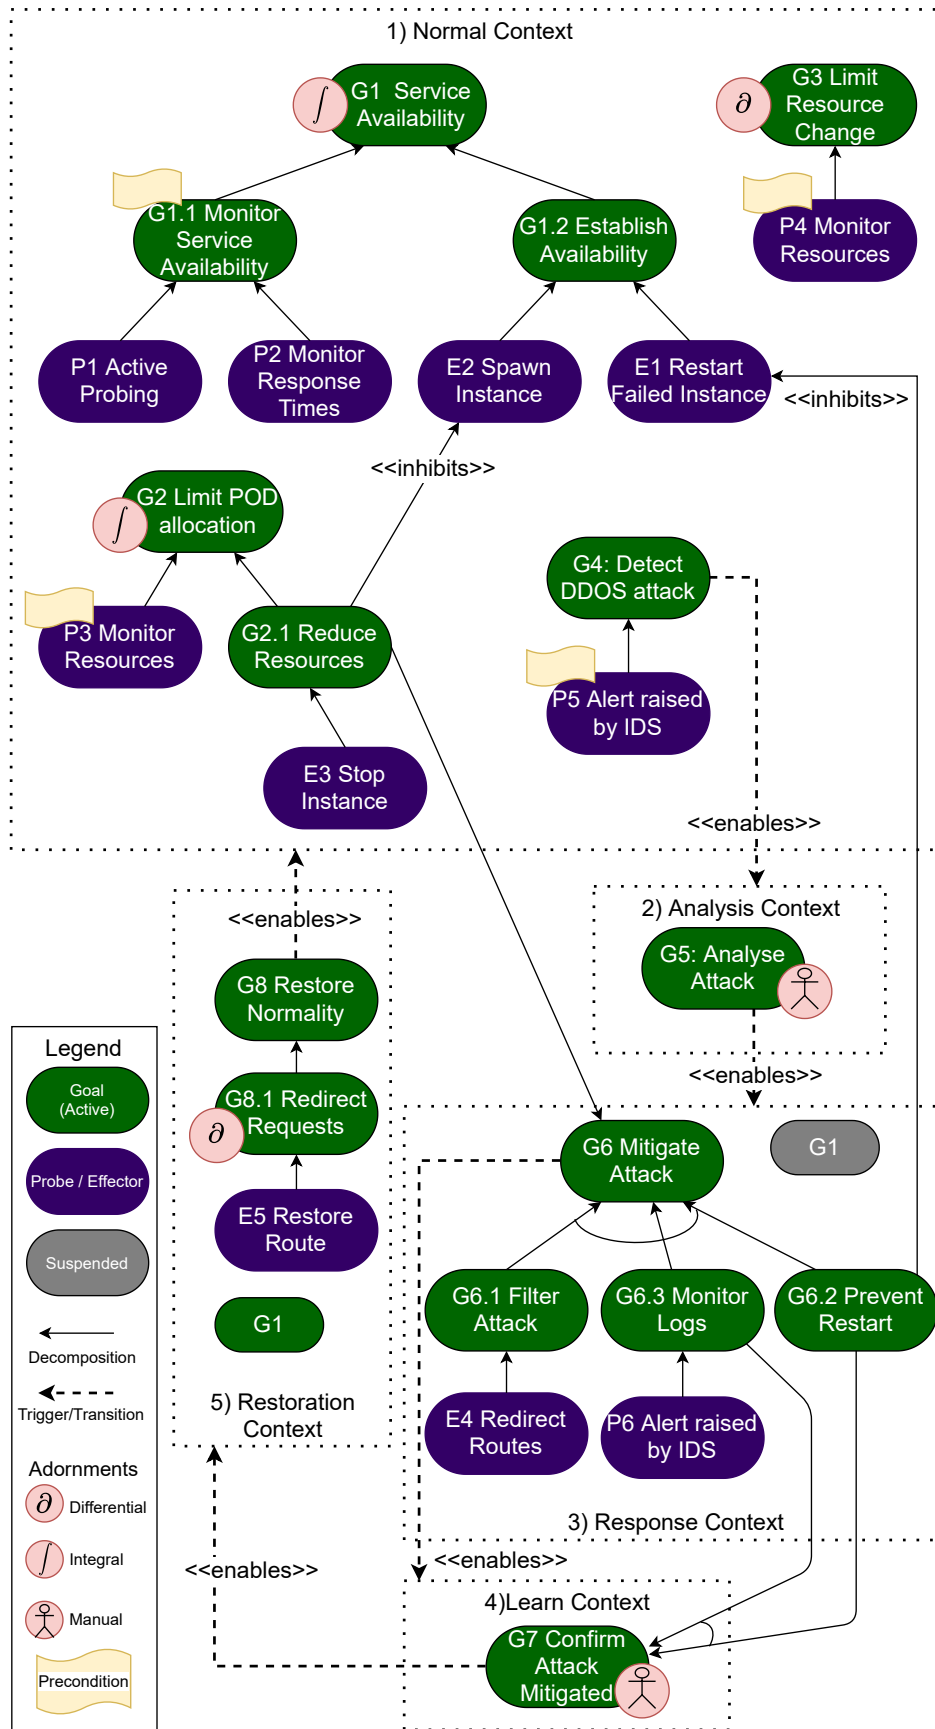 1) Normal Context
G1 Service
Availability
∫
G3 Limit
Resource
Change
∂
G1.1 Monitor
Service
Availability
G1.2 Establish
Availability
P4 Monitor
Resources
P1 Active
Probing
P2 Monitor
Response
Times
E2 Spawn
Instance
E1 Restart
Failed Instance
<<inhibits>>
<<inhibits>>
G2 Limit POD
allocation
∫
G4: Detect
DDOS attack
P3 Monitor
Resources
G2.1 Reduce
Resources
P5 Alert raised
by IDS
E3 Stop
Instance
<<enables>>
2) Analysis Context
G5: Analyse
Attack
<<enables>>
<<enables>>
G8 Restore
Normality
G8.1 Redirect
Requests
∂
E5 Restore
Route
G1
5) Restoration
Context
G6 Mitigate
Attack
G1
G6.1 Filter
Attack
G6.3 Monitor
Logs
G6.2 Prevent
Restart
E4 Redirect
Routes
P6 Alert raised
by IDS
3) Response Context
<<enables>>
<<enables>>
4)Learn Context
G7 Confirm
Attack
Mitigated
Legend
Goal
(Active)
Probe / Effector
Suspended
Decomposition
Trigger/Transition
Adornments
∂ Differential
∫ Integral
Manual
Precondition